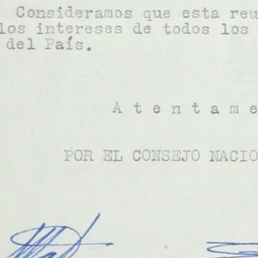 Consideramos que esta reu
los intereses de todos los
del País.
A t e n t a m e
POR EL CONSEJO NACIO